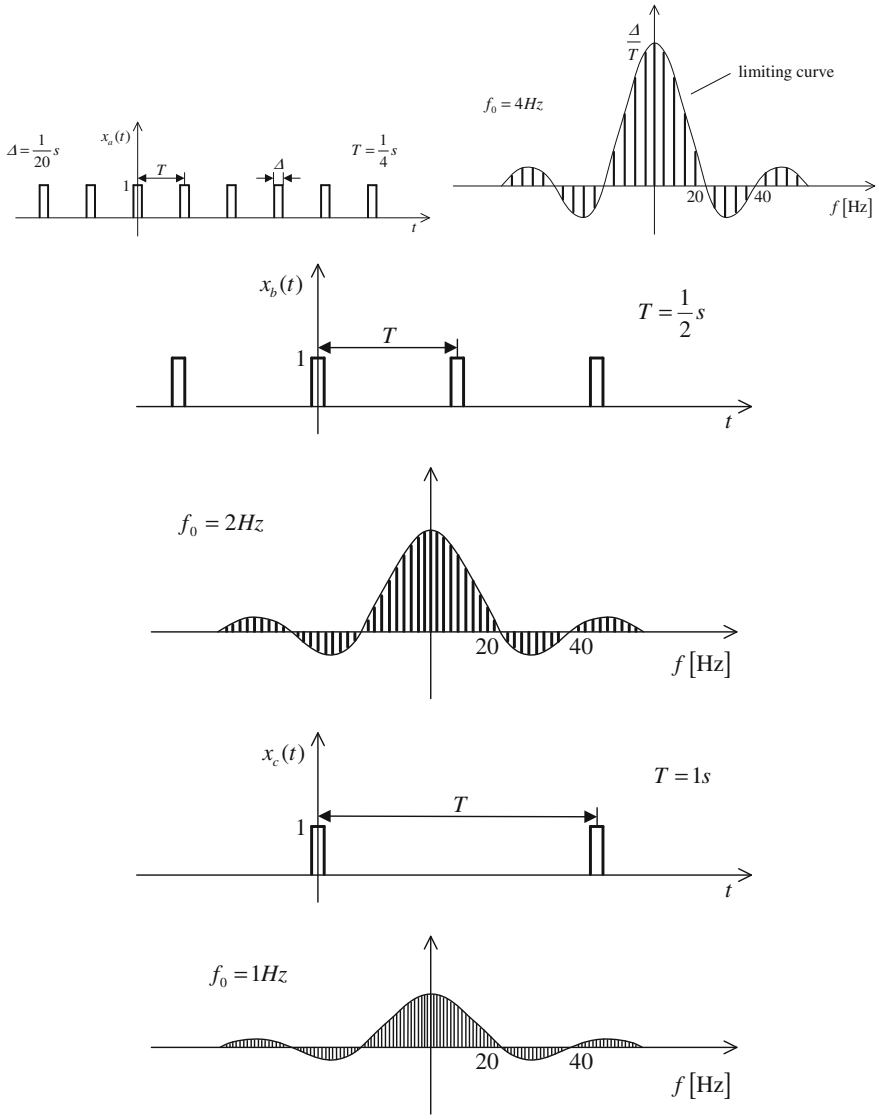 Δ = 1/20 s
x_a(t)
T
Δ
T = 1/4 s
1
t
Δ/T
limiting curve
f_0 = 4Hz
20 40
f [Hz]
x_b(t)
T = 1/2 s
T
1
t
f_0 = 2Hz
20 40
f [Hz]
x_c(t)
T = 1s
T
1
t
f_0 = 1Hz
20 40
f [Hz]